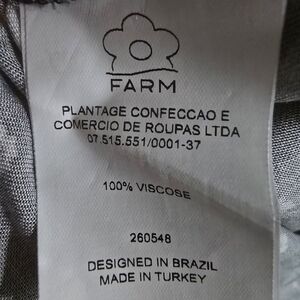 FARM
PLANTAGE CONFECCAO E
COMERCIO DE ROUPAS LTDA
07.515.551/0001-37
100% VISCOSE
260548
DESIGNED IN BRAZIL
MADE IN TURKEY